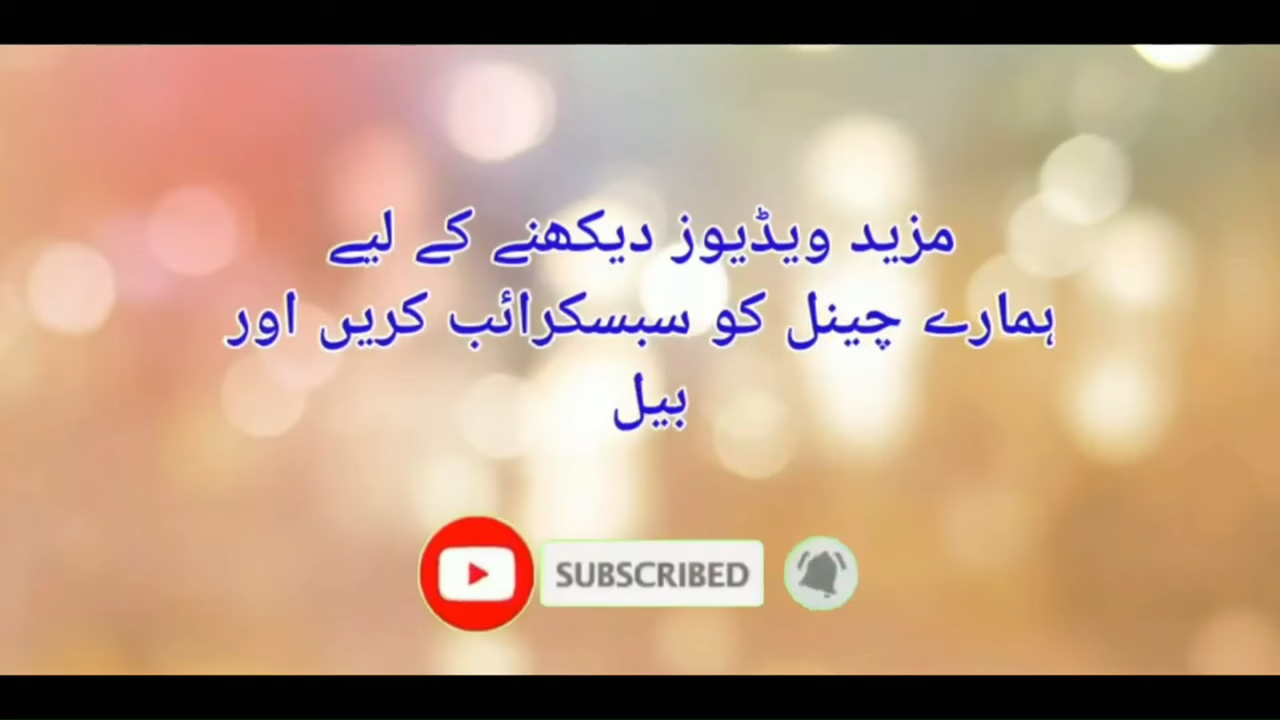 مزید ویڈیوز دیکھنے کے لیے
ہمارے چینل کو سبسکرائب کریں اور
بیل
SUBSCRIBED